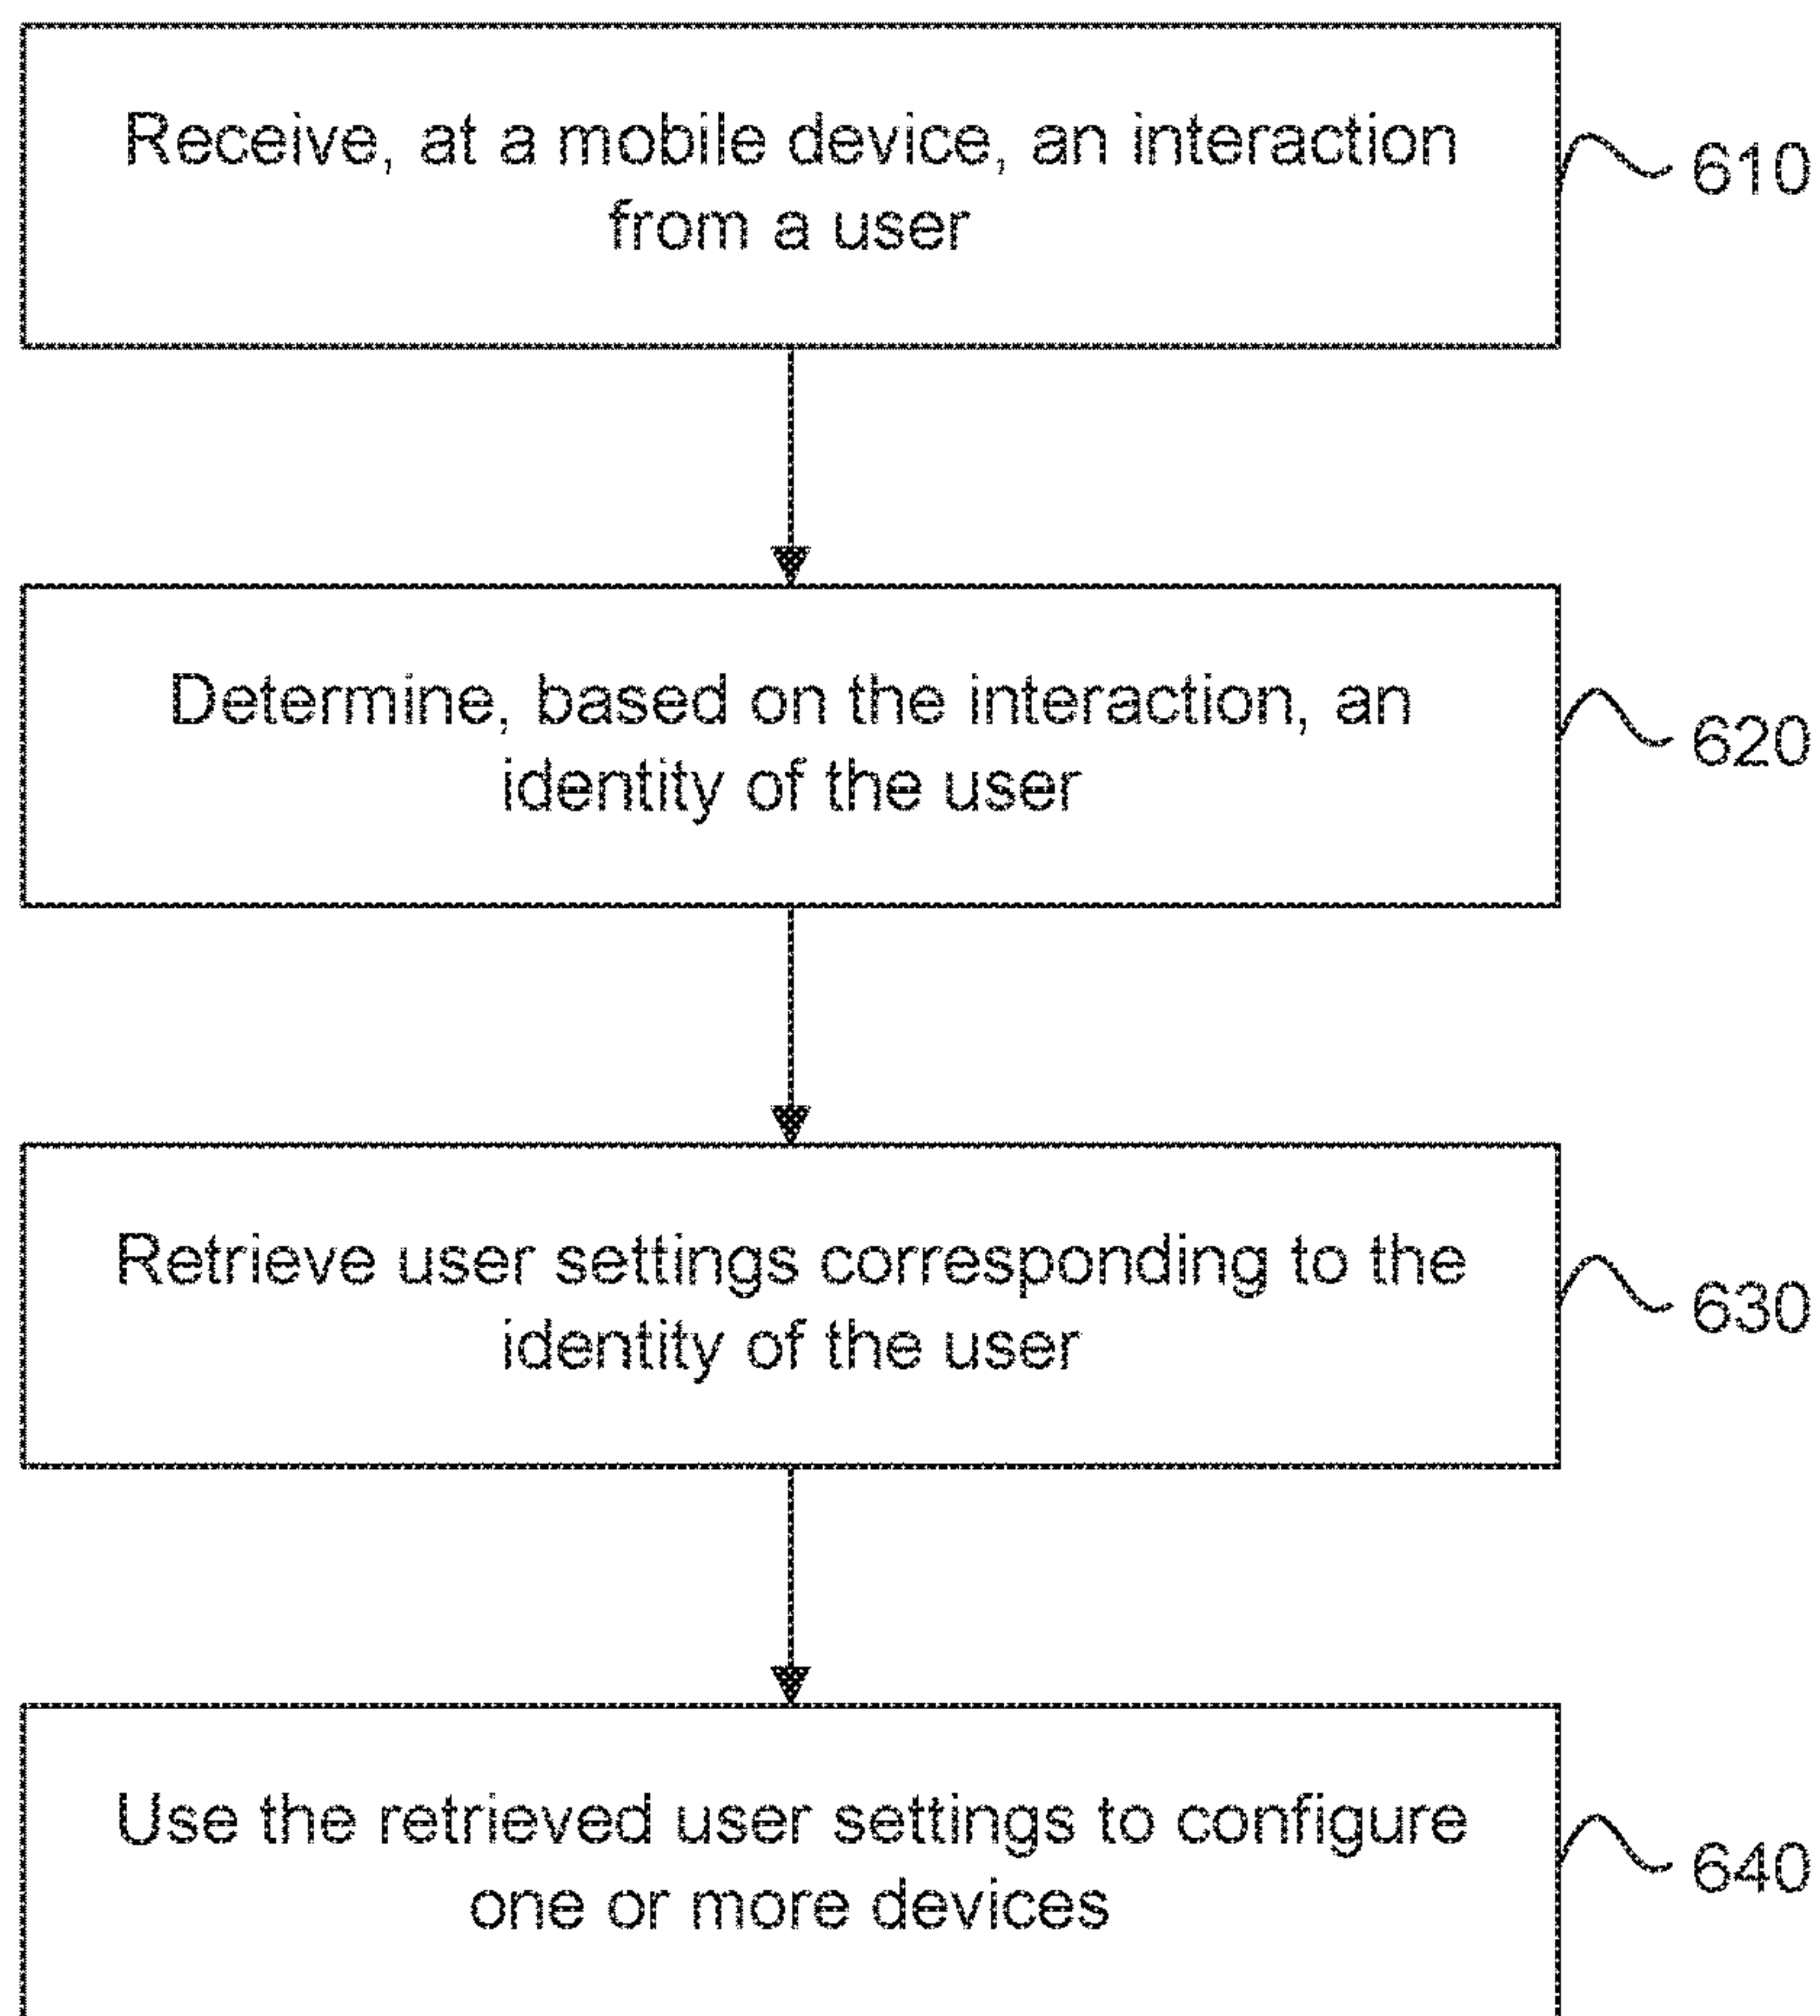 Receive, at a mobile device, an interaction
from a user
610
Determine, based on the interaction, an
identity of the user
620
Retrieve user settings corresponding to the
identity of the user
630
Use the retrieved user settings to configure
one or more devices
640